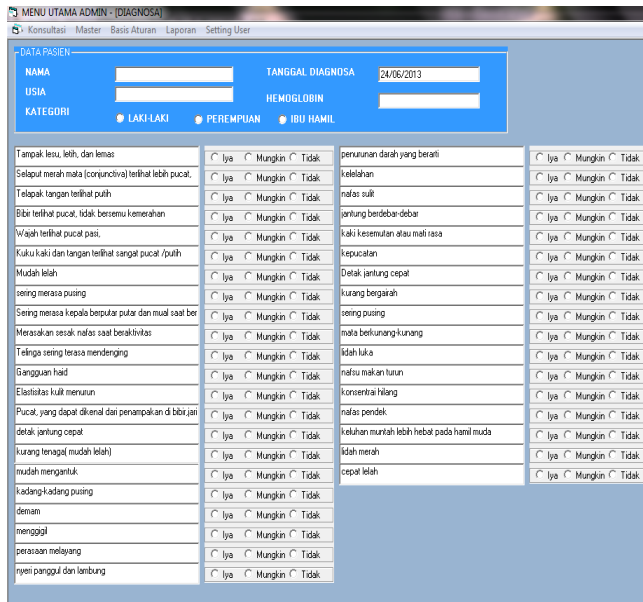 MENU UTAMA ADMIN - [DIAGNOSA]
Konsultasi Master Basis Aturan Laporan Setting User
DATA PASIEN
NAMA
TANGGAL DIAGNOSA 24/06/2013
USIA
HEMOGLOBIN
KATEGORI
LAKI-LAKI PEREMPUAN IBU HAMIL
Tampak lesu, letih, dan lemas Iya Mungkin Tidak
Selaput merah mata (conjunctiva) terlihat lebih pucat, Iya Mungkin Tidak
Telapak tangan terlihat putih Iya Mungkin Tidak
Bibir terlihat pucat, tidak bersemu kemerahan Iya Mungkin Tidak
Wajah terlihat pucat pasi, Iya Mungkin Tidak
Kuku kaki dan tangan terlihat sangat pucat /putih Iya Mungkin Tidak
Mudah lelah Iya Mungkin Tidak
sering merasa pusing Iya Mungkin Tidak
Sering merasa kepala berputar putar dan mual saat ber Iya Mungkin Tidak
Merasakan sesak nafas saat beraktivitas Iya Mungkin Tidak
Telinga sering terasa mendenging Iya Mungkin Tidak
Gangguan haid Iya Mungkin Tidak
Elastisitas kulit menurun Iya Mungkin Tidak
Pucat, yang dapat dikenal dari penampakan di bibir,jari Iya Mungkin Tidak
detak jantung cepat Iya Mungkin Tidak
kurang tenaga( mudah lelah) Iya Mungkin Tidak
mudah mengantuk Iya Mungkin Tidak
kadang-kadang pusing Iya Mungkin Tidak
demam Iya Mungkin Tidak
menggigil Iya Mungkin Tidak
perasaan melayang Iya Mungkin Tidak
nyeri panggul dan lambung Iya Mungkin Tidak
penurunan darah yang berarti Iya Mungkin Tidak
kelelahan Iya Mungkin Tidak
nafas sulit Iya Mungkin Tidak
jantung berdebar-debar Iya Mungkin Tidak
kaki kesemutan atau mati rasa Iya Mungkin Tidak
kepucatan Iya Mungkin Tidak
Detak jantung cepat Iya Mungkin Tidak
kurang bergairah Iya Mungkin Tidak
sering pusing Iya Mungkin Tidak
mata berkunang-kunang Iya Mungkin Tidak
lidah luka Iya Mungkin Tidak
nafsu makan turun Iya Mungkin Tidak
konsentrai hilang Iya Mungkin Tidak
nafas pendek Iya Mungkin Tidak
keluhan muntah lebih hebat pada hamil muda Iya Mungkin Tidak
lidah merah Iya Mungkin Tidak
cepat lelah Iya Mungkin Tidak